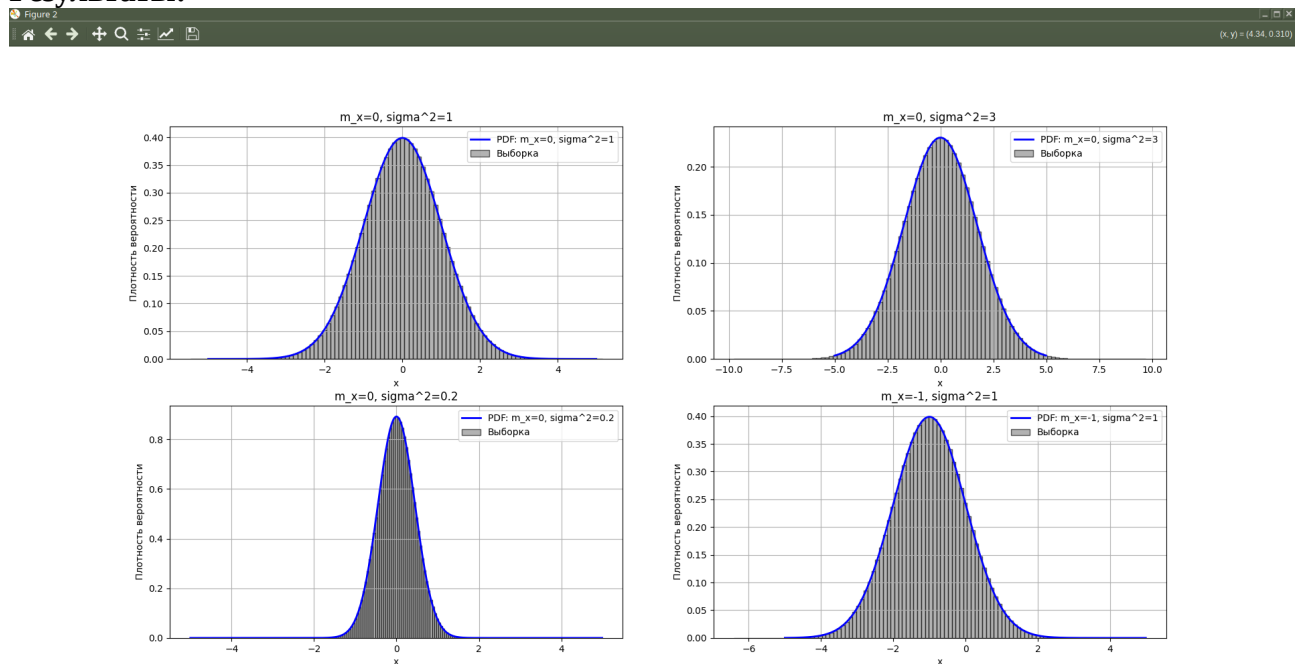 Результаты:
Figure 2
(x, y) = (4.34, 0.310)
m_x=0, sigma^2=1
PDF: m_x=0, sigma^2=1
Выборка
Плотность вероятности
0.40
0.35
0.30
0.25
0.20
0.15
0.10
0.05
0.00
−4 −2 0 2 4
x
m_x=0, sigma^2=3
PDF: m_x=0, sigma^2=3
Выборка
Плотность вероятности
0.20
0.15
0.10
0.05
0.00
−10.0 −7.5 −5.0 −2.5 0.0 2.5 5.0 7.5 10.0
x
m_x=0, sigma^2=0.2
PDF: m_x=0, sigma^2=0.2
Выборка
Плотность вероятности
0.8
0.6
0.4
0.2
0.0
−4 −2 0 2 4
x
m_x=-1, sigma^2=1
PDF: m_x=-1, sigma^2=1
Выборка
Плотность вероятности
0.40
0.35
0.30
0.25
0.20
0.15
0.10
0.05
0.00
−6 −4 −2 0 2 4
x